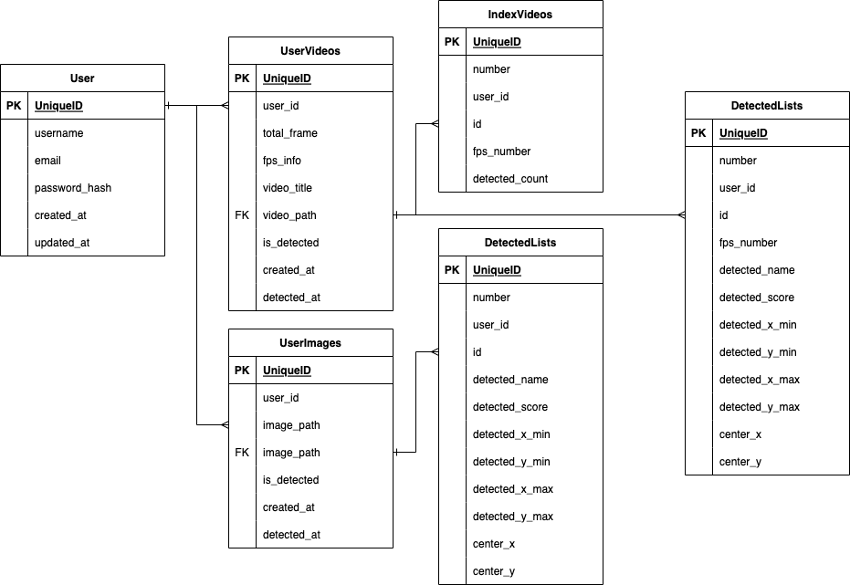 User
PK UniqueID
username
email
password_hash
created_at
updated_at
UserVideos
PK UniqueID
user_id
total_frame
fps_info
video_title
FK video_path
is_detected
created_at
detected_at
UserImages
PK UniqueID
user_id
image_path
FK image_path
is_detected
created_at
detected_at
IndexVideos
PK UniqueID
number
user_id
id
fps_number
detected_count
DetectedLists
PK UniqueID
number
user_id
id
detected_name
detected_score
detected_x_min
detected_y_min
detected_x_max
detected_y_max
center_x
center_y
DetectedLists
PK UniqueID
number
user_id
id
fps_number
detected_name
detected_score
detected_x_min
detected_y_min
detected_x_max
detected_y_max
center_x
center_y